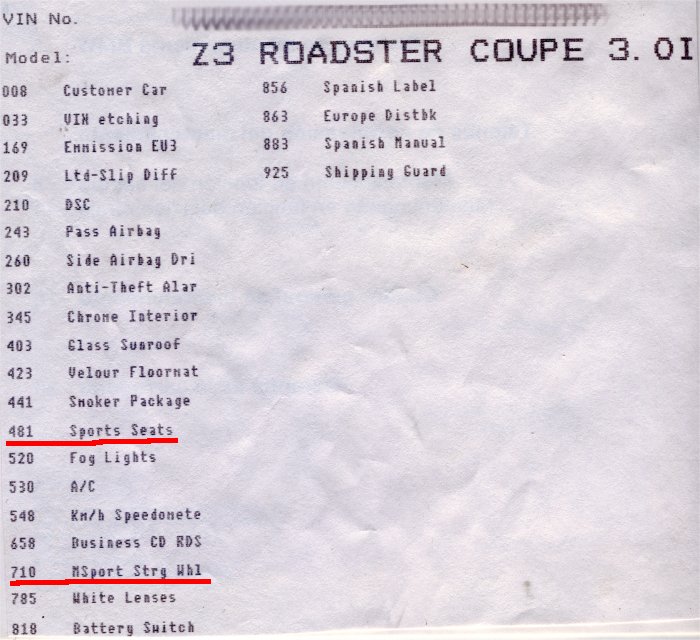 VIN No.
Model: Z3 ROADSTER COUPE 3.0I
008 Customer Car
033 VIN etching
169 Emmission EU3
209 Ltd-Slip Diff
210 DSC
243 Pass Airbag
260 Side Airbag Dri
302 Anti-Theft Alar
345 Chrome Interior
403 Glass Sunroof
423 Velour Floormat
441 Smoker Package
481 Sports Seats
520 Fog Lights
530 A/C
548 Km/h Speedomete
658 Business CD RDS
710 MSport Strg Whl
785 White Lenses
818 Battery Switch
856 Spanish Label
863 Europe Distbk
883 Spanish Manual
925 Shipping Guard